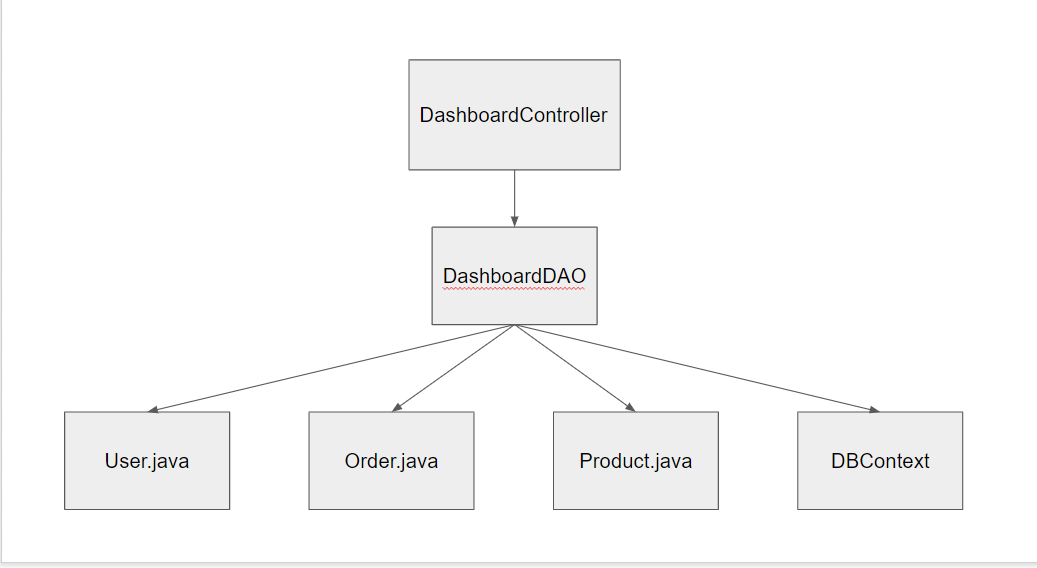 DashboardController
DashboardDAO
User.java
Order.java
Product.java
DBContext